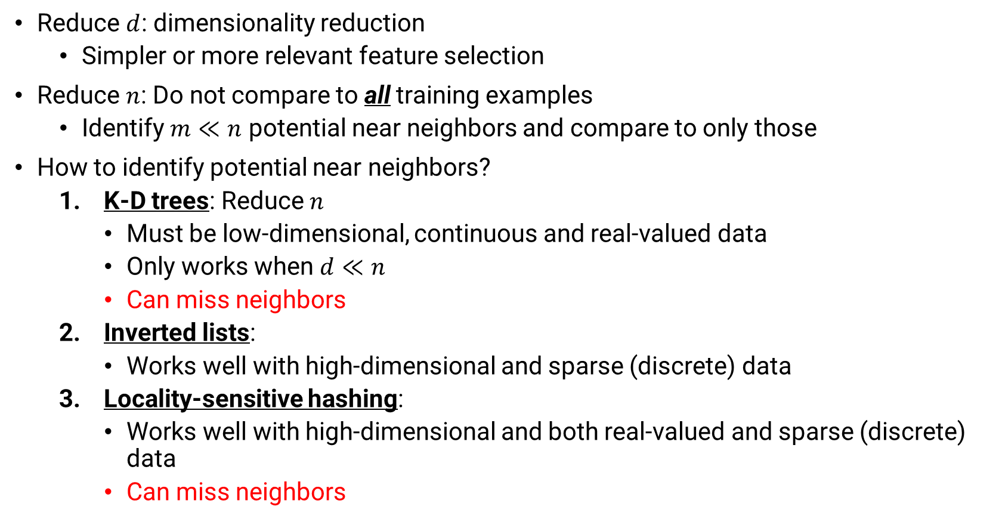 • Reduce 𝑑: dimensionality reduction
• Simpler or more relevant feature selection
• Reduce 𝑛: Do not compare to all training examples
• Identify 𝑚 ≪ 𝑛 potential near neighbors and compare to only those
• How to identify potential near neighbors?
1. K-D trees: Reduce 𝑛
• Must be low-dimensional, continuous and real-valued data
• Only works when 𝑑 ≪ 𝑛
• Can miss neighbors
2. Inverted lists:
• Works well with high-dimensional and sparse (discrete) data
3. Locality-sensitive hashing:
• Works well with high-dimensional and both real-valued and sparse (discrete)
data
• Can miss neighbors